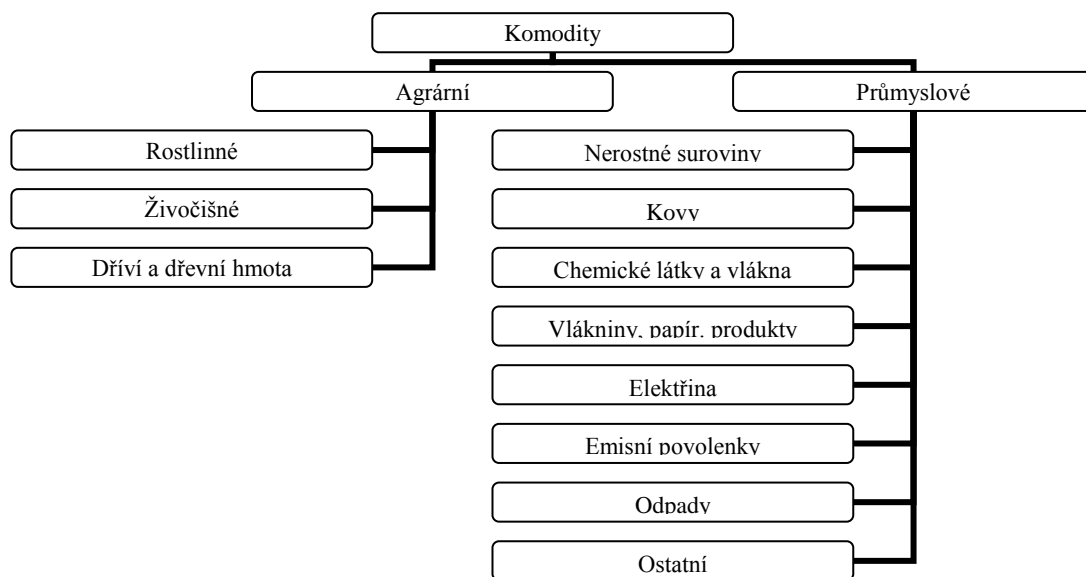 Komodity
Agrární
Průmyslové
Rostlinné
Živočišné
Dříví a dřevní hmota
Nerostné suroviny
Kovy
Chemické látky a vlákna
Vlákniny, papír, produkty
Elektřina
Emisní povolenky
Odpady
Ostatní